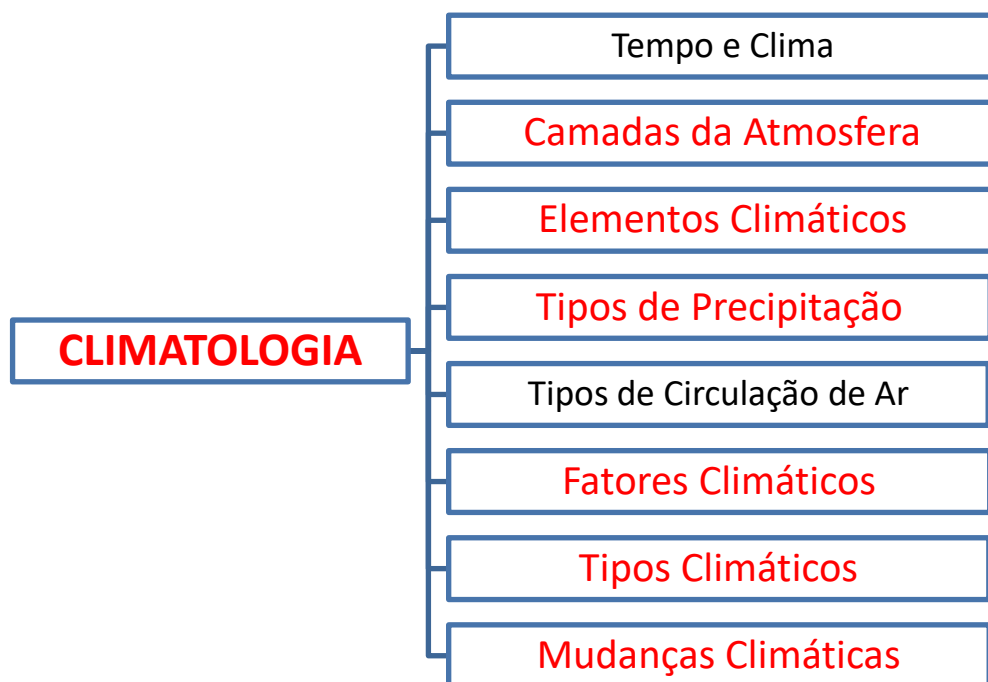 Tempo e Clima
Camadas da Atmosfera
Elementos Climáticos
Tipos de Precipitação
CLIMATOLOGIA
Tipos de Circulação de Ar
Fatores Climáticos
Tipos Climáticos
Mudanças Climáticas